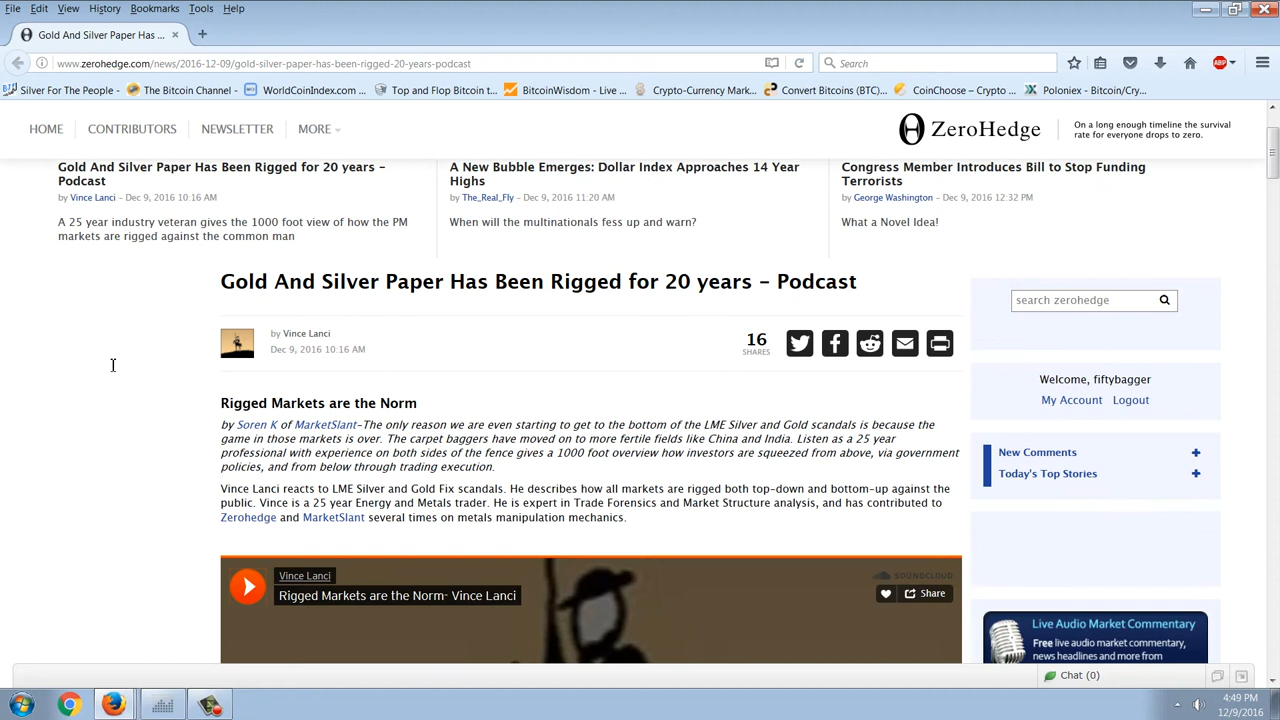 File Edit View History Bookmarks Tools Help
Gold And Silver Paper Has ...
www.zerohedge.com/news/2016-12-09/gold-silver-paper-has-been-rigged-20-years-podcast
Search
ABP
Silver For The People - ... The Bitcoin Channel - ... WorldCoinIndex.com ... Top and Flop Bitcoin t... BitcoinWisdom - Live ... Crypto-Currency Mark... Convert Bitcoins (BTC)... CoinChoose – Crypto ... Poloniex - Bitcoin/Cry...
HOME CONTRIBUTORS NEWSLETTER MORE
ZeroHedge
On a long enough timeline the survival
rate for everyone drops to zero.
Gold And Silver Paper Has Been Rigged for 20 years –
Podcast
by Vince Lanci – Dec 9, 2016 10:16 AM
A 25 year industry veteran gives the 1000 foot view of how the PM
markets are rigged against the common man
A New Bubble Emerges: Dollar Index Approaches 14 Year
Highs
by The_Real_Fly – Dec 9, 2016 11:20 AM
When will the multinationals fess up and warn?
Congress Member Introduces Bill to Stop Funding
Terrorists
by George Washington – Dec 9, 2016 12:32 PM
What a Novel Idea!
Gold And Silver Paper Has Been Rigged for 20 years – Podcast
by Vince Lanci
Dec 9, 2016 10:16 AM
16
SHARES
Rigged Markets are the Norm
by Soren K of MarketSlant–The only reason we are even starting to get to the bottom of the LME Silver and Gold scandals is because the
game in those markets is over. The carpet baggers have moved on to more fertile fields like China and India. Listen as a 25 year
professional with experience on both sides of the fence gives a 1000 foot overview how investors are squeezed from above, via government
policies, and from below through trading execution.
Vince Lanci reacts to LME Silver and Gold Fix scandals. He describes how all markets are rigged both top-down and bottom-up against the
public. Vince is a 25 year Energy and Metals trader. He is expert in Trade Forensics and Market Structure analysis, and has contributed to
Zerohedge and MarketSlant several times on metals manipulation mechanics.
Vince Lanci
Rigged Markets are the Norm- Vince Lanci
SOUNDCLOUD
Share
search zerohedge
Welcome, fiftybagger
My Account Logout
New Comments
Today's Top Stories
Live Audio Market Commentary
Free live audio market commentary,
news headlines and more from
Chat (0)
4:49 PM
12/9/2016